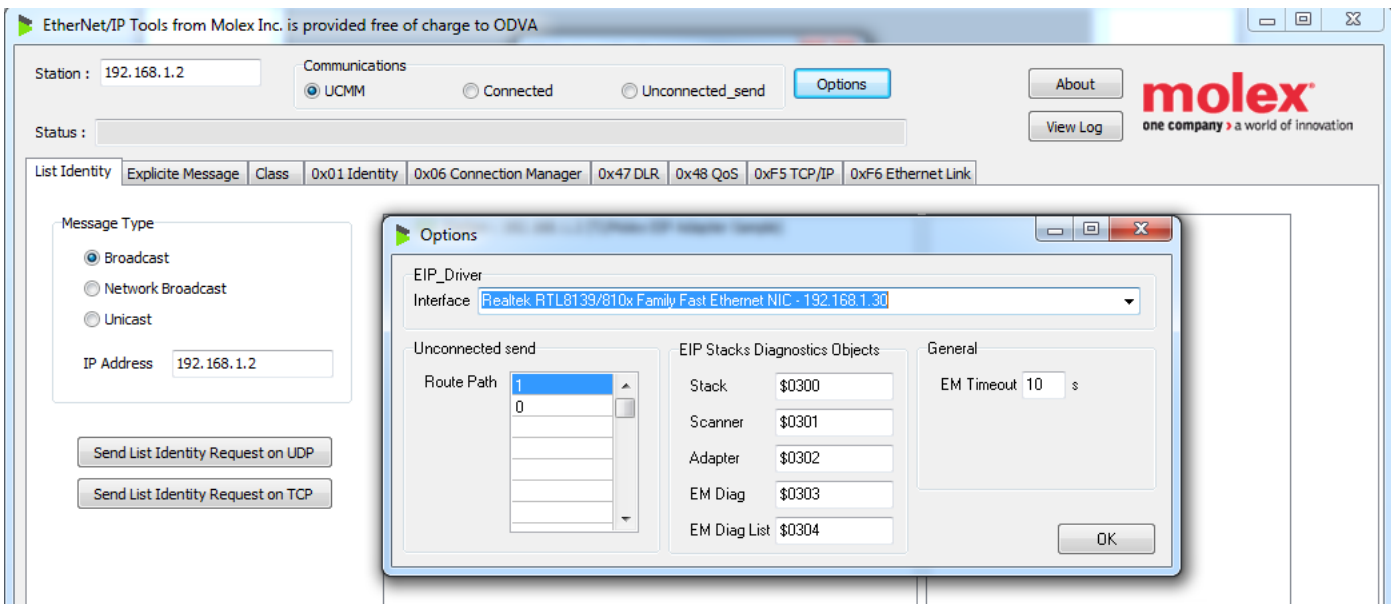 EtherNet/IP Tools from Molex Inc. is provided free of charge to ODVA
Station : 192.168.1.2
Communications
UCMM Connected Unconnected_send
Options
About
View Log
molex
one company > a world of innovation
Status :
List Identity Explicite Message Class 0x01 Identity 0x06 Connection Manager 0x47 DLR 0x48 QoS 0xF5 TCP/IP 0xF6 Ethernet Link
Message Type
Broadcast
Network Broadcast
Unicast
IP Address 192.168.1.2
Send List Identity Request on UDP
Send List Identity Request on TCP
Options
EIP_Driver
Interface Realtek RTL8139/810x Family Fast Ethernet NIC - 192.168.1.30
Unconnected send
Route Path 1
0
EIP Stacks Diagnostics Objects
Stack $0300
Scanner $0301
Adapter $0302
EM Diag $0303
EM Diag List $0304
General
EM Timeout 10 s
OK